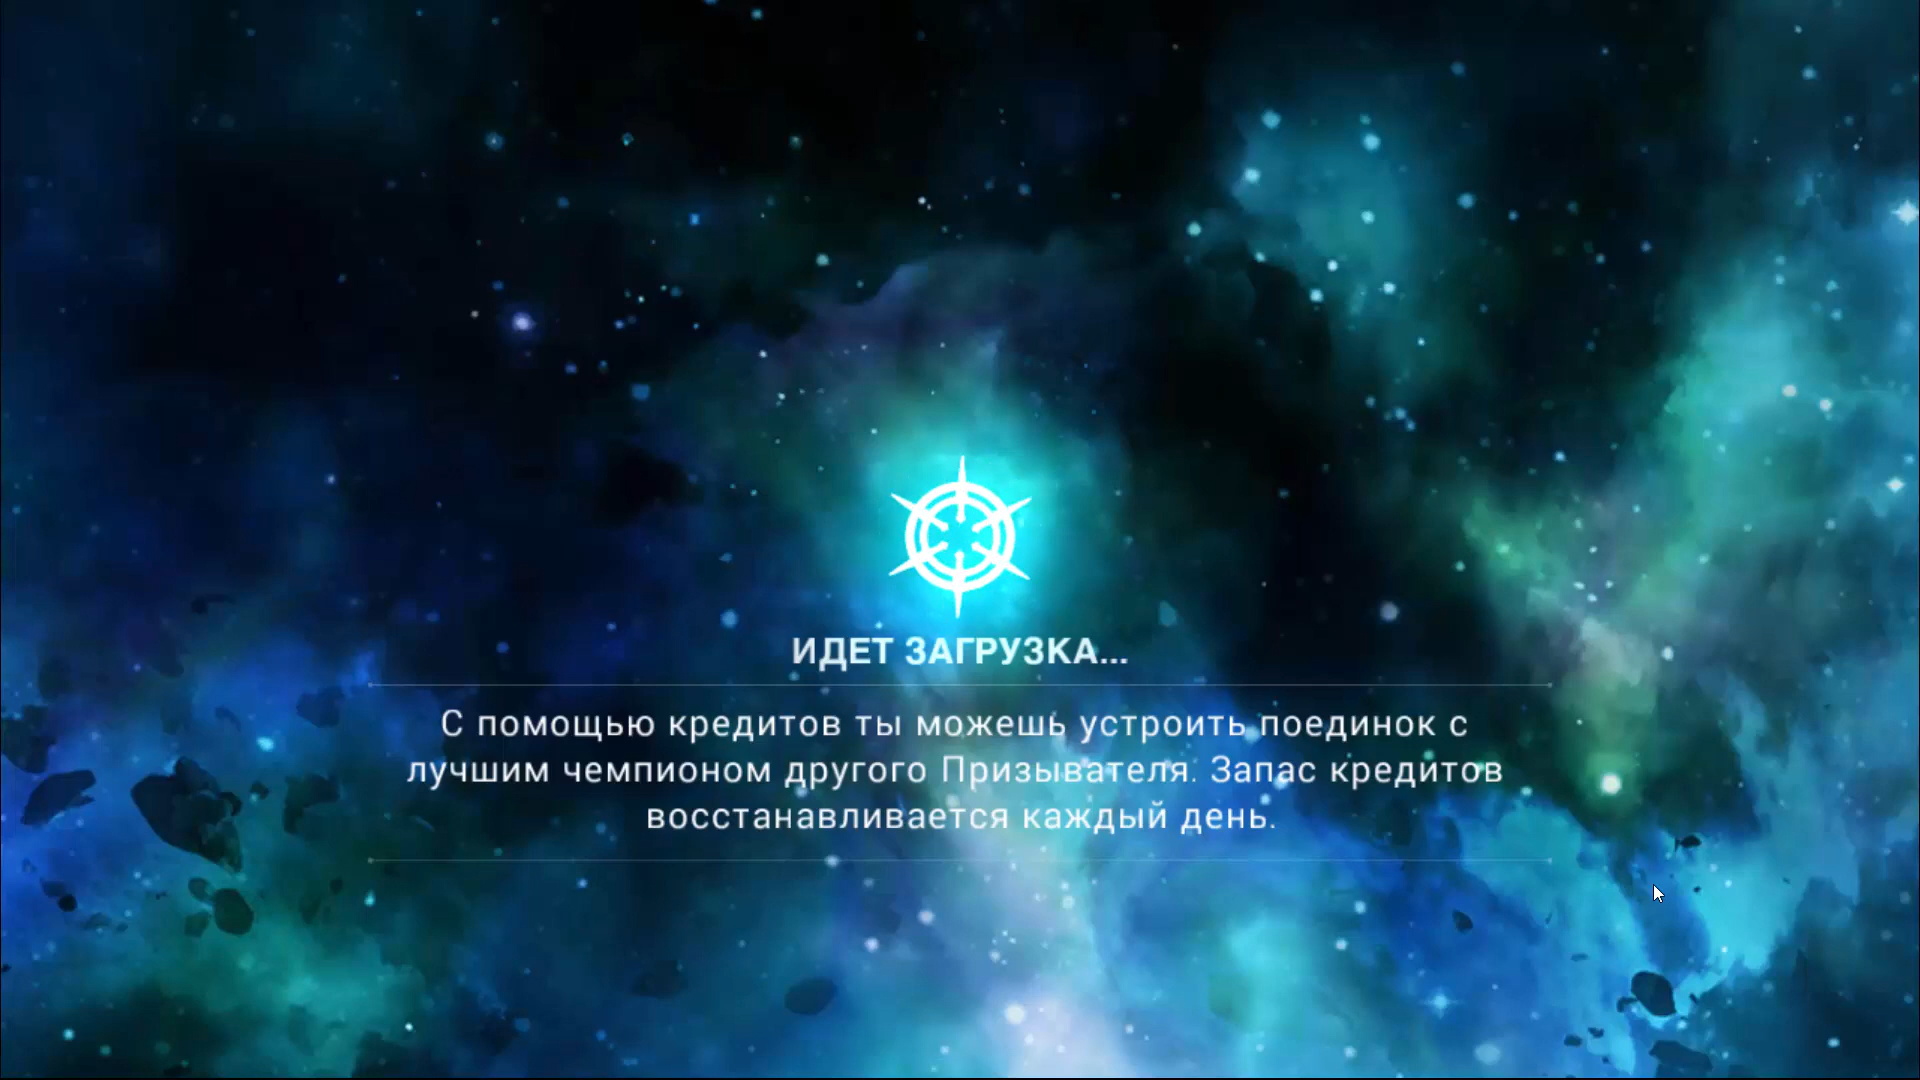 ИДЕТ ЗАГРУЗКА...
С помощью кредитов ты можешь устроить поединок с
лучшим чемпионом другого Призывателя. Запас кредитов
восстанавливается каждый день.